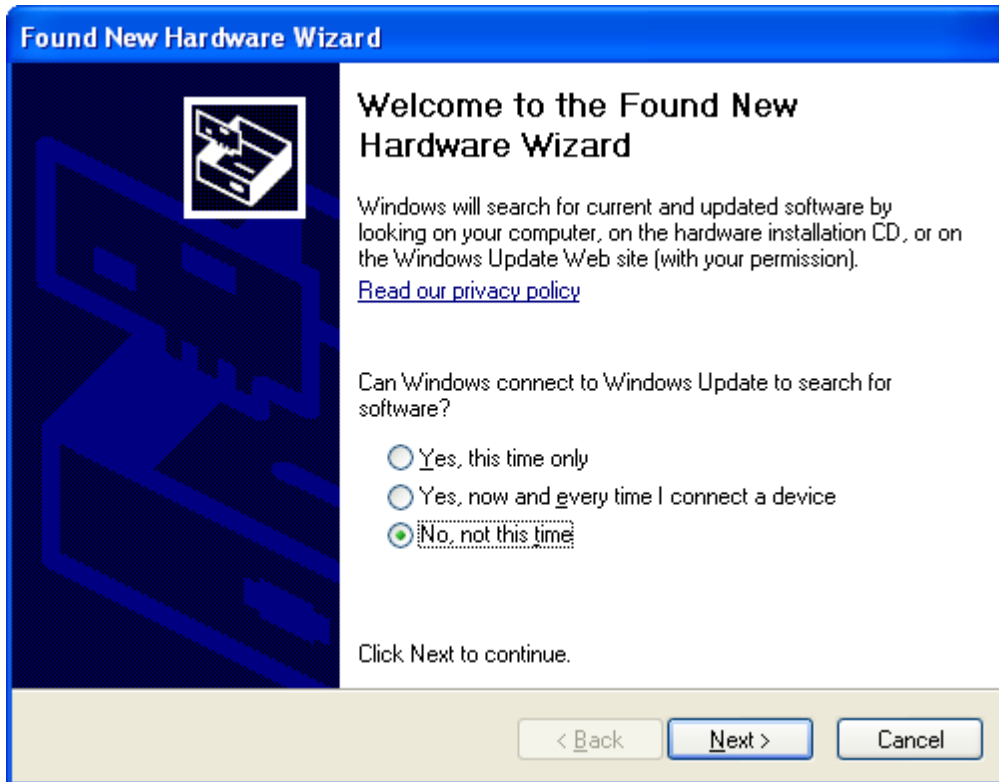 Found New Hardware Wizard
Welcome to the Found New
Hardware Wizard
Windows will search for current and updated software by
looking on your computer, on the hardware installation CD, or on
the Windows Update Web site (with your permission).
Read our privacy policy
Can Windows connect to Windows Update to search for
software?
Yes, this time only
Yes, now and every time I connect a device
No, not this time
Click Next to continue.
< Back
Next >
Cancel